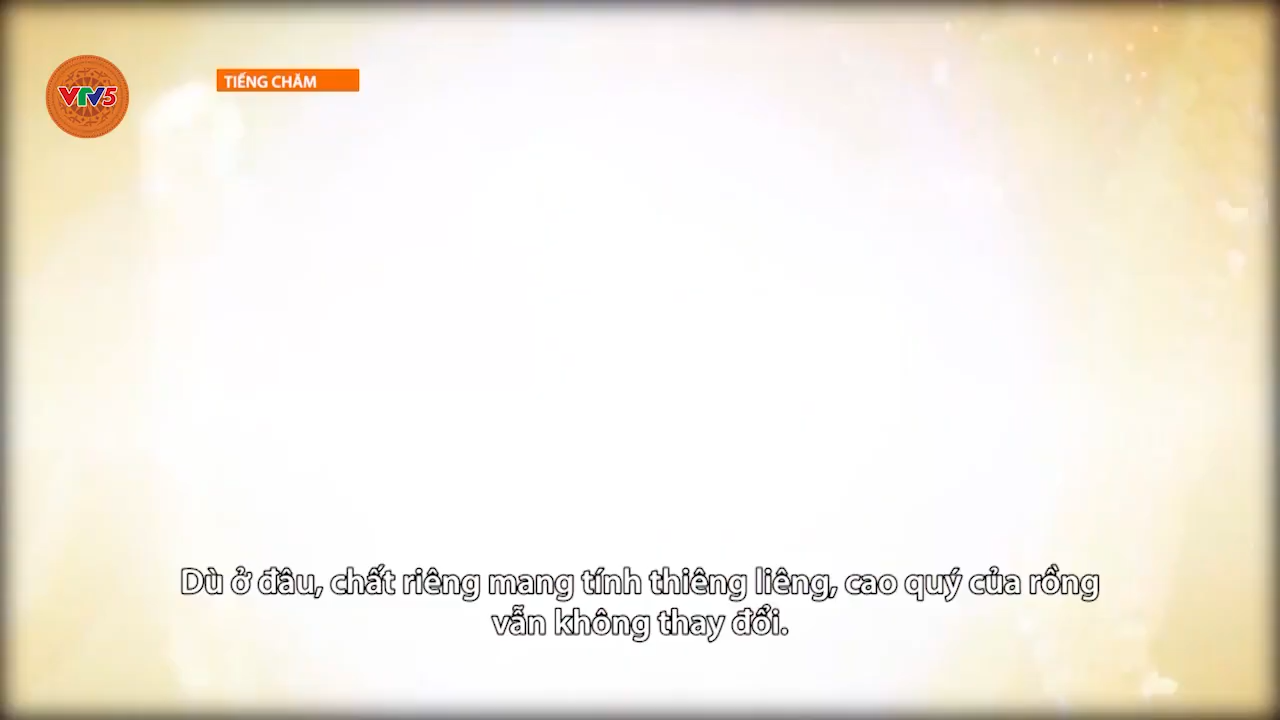 VTV5
TIẾNG CHĂM
Dù ở đâu, chất riêng mang tính thiêng liêng, cao quý của rồng
vẫn không thay đổi.